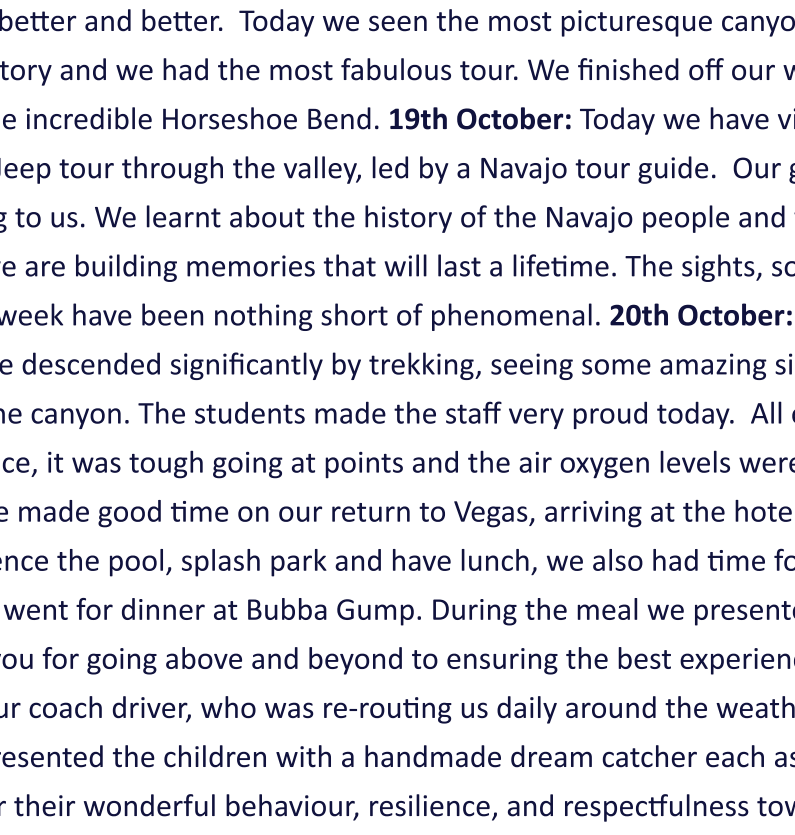 better and better.  Today we seen the most picturesque canyo
tory and we had the most fabulous tour. We finished off our w
e incredible Horseshoe Bend. 19th October: Today we have vi
Jeep tour through the valley, led by a Navajo tour guide.  Our g
g to us. We learnt about the history of the Navajo people and
e are building memories that will last a lifetime. The sights, so
week have been nothing short of phenomenal. 20th October:
e descended significantly by trekking, seeing some amazing si
he canyon. The students made the staff very proud today.  All
ce, it was tough going at points and the air oxygen levels were
e made good time on our return to Vegas, arriving at the hote
ence the pool, splash park and have lunch, we also had time fo
went for dinner at Bubba Gump. During the meal we presente
you for going above and beyond to ensuring the best experienc
ur coach driver, who was re-routing us daily around the weath
resented the children with a handmade dream catcher each as
r their wonderful behaviour, resilience, and respectfulness tow